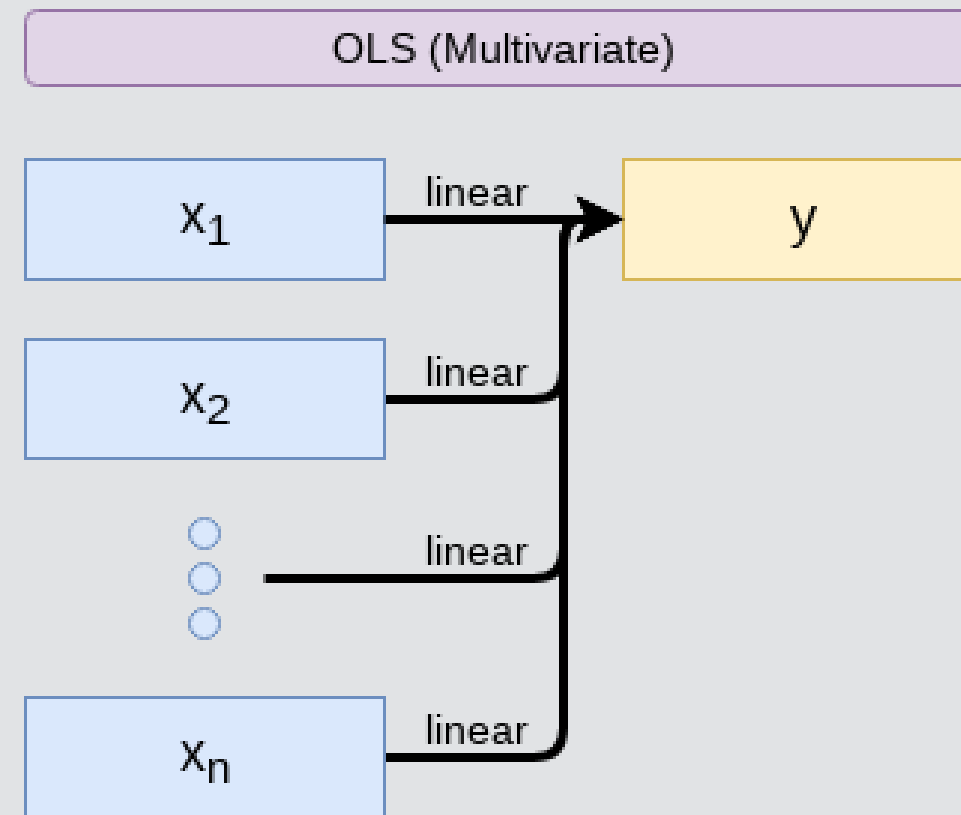 OLS (Multivariate)
linear
x₁
y
linear
x₂
linear
linear
xₙ